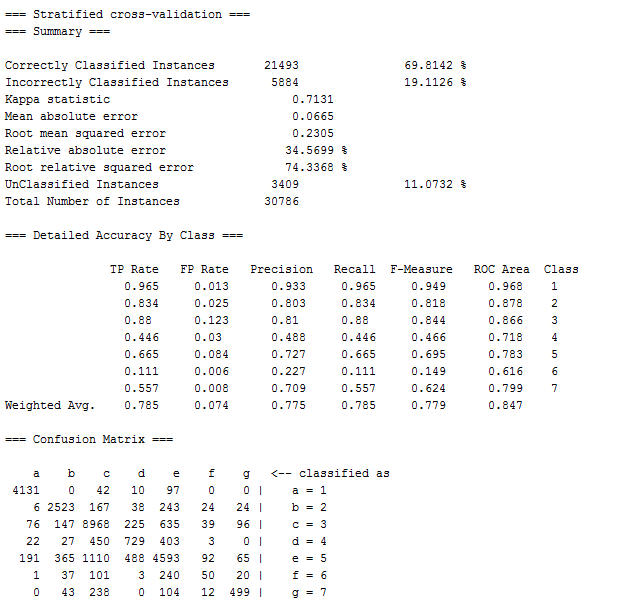 === Stratified cross-validation ===
=== Summary ===
Correctly Classified Instances 21493 69.8142 %
Incorrectly Classified Instances 5884 19.1126 %
Kappa statistic 0.7131
Mean absolute error 0.0665
Root mean squared error 0.2305
Relative absolute error 34.5699 %
Root relative squared error 74.3368 %
UnClassified Instances 3409 11.0732 %
Total Number of Instances 30786
=== Detailed Accuracy By Class ===
TP Rate FP Rate Precision Recall F-Measure ROC Area Class
0.965 0.013 0.933 0.965 0.949 0.968 1
0.834 0.025 0.803 0.834 0.818 0.878 2
0.88 0.123 0.81 0.88 0.844 0.866 3
0.446 0.03 0.488 0.446 0.466 0.718 4
0.665 0.084 0.727 0.665 0.695 0.783 5
0.111 0.006 0.227 0.111 0.149 0.616 6
0.557 0.008 0.709 0.557 0.624 0.799 7
Weighted Avg. 0.785 0.074 0.775 0.785 0.779 0.847
=== Confusion Matrix ===
a b c d e f g <-- classified as
4131 0 42 10 97 0 0 | a = 1
6 2523 167 38 243 24 24 | b = 2
76 147 8968 225 635 39 96 | c = 3
22 27 450 729 403 3 0 | d = 4
191 365 1110 488 4593 92 65 | e = 5
1 37 101 3 240 50 20 | f = 6
0 43 238 0 104 12 499 | g = 7